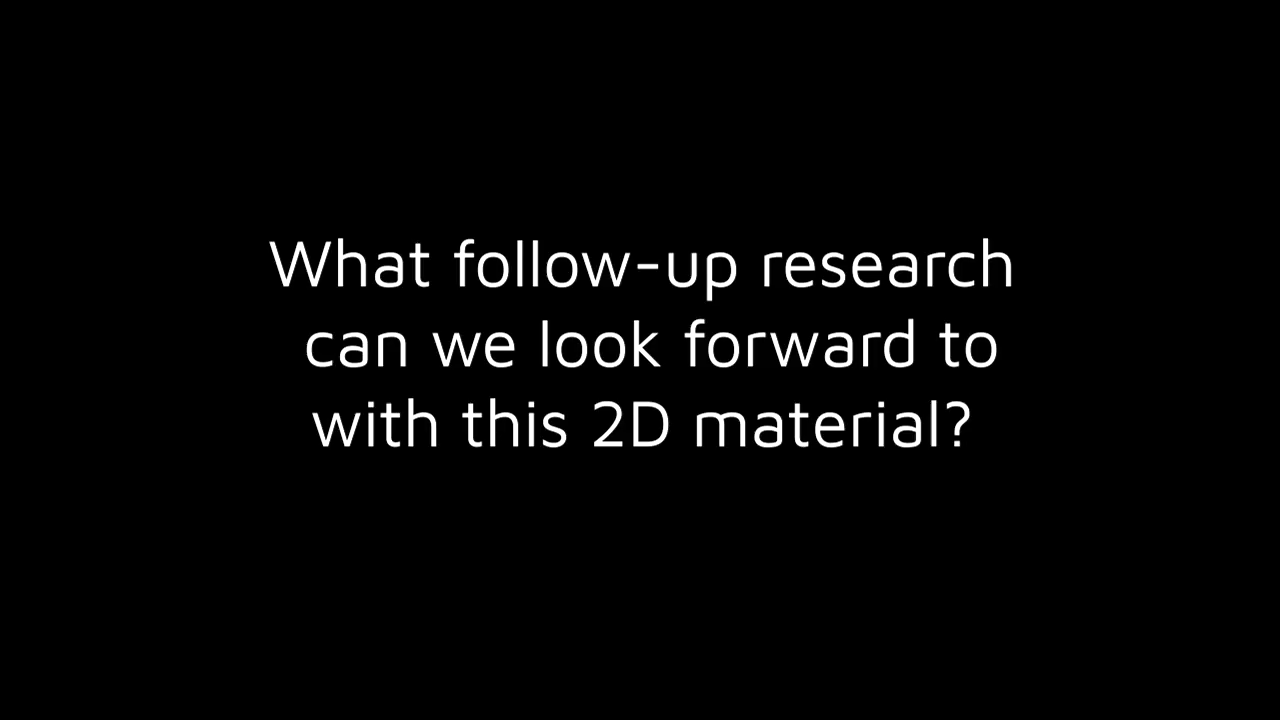 What follow-up research
can we look forward to
with this 2D material?